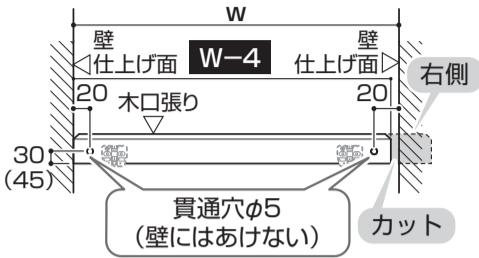 W
壁
仕上げ面
W−4
壁
仕上げ面
右側
20
木口張り
20
30
(45)
貫通穴φ5
(壁にはあけない)
カット